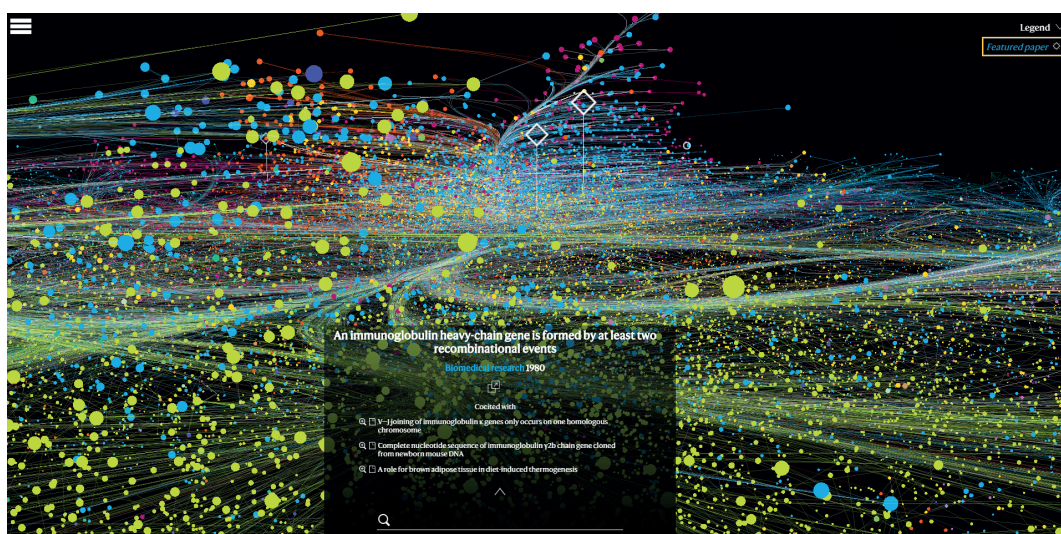 Legend
Featured paper
An immunoglobulin heavy-chain gene is formed by at least two
recombinational events
Biomedical research 1980
Cocited with
V–J joining of immunoglobulin κ genes only occurs on one homologous
chromosome
Complete nucleotide sequence of immunoglobulin γ2b chain gene cloned
from newborn mouse DNA
A role for brown adipose tissue in diet-induced thermogenesis